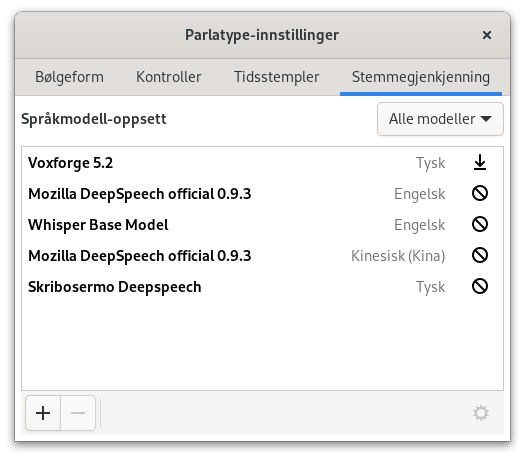 Parlatype-innstillinger
Bølgeform Kontroller Tidsstempler Stemmegjenkjenning
Språkmodell-oppsett Alle modeller
Voxforge 5.2 Tysk
Mozilla DeepSpeech official 0.9.3 Engelsk
Whisper Base Model Engelsk
Mozilla DeepSpeech official 0.9.3 Kinesisk (Kina)
Skribosermo Deepspeech Tysk